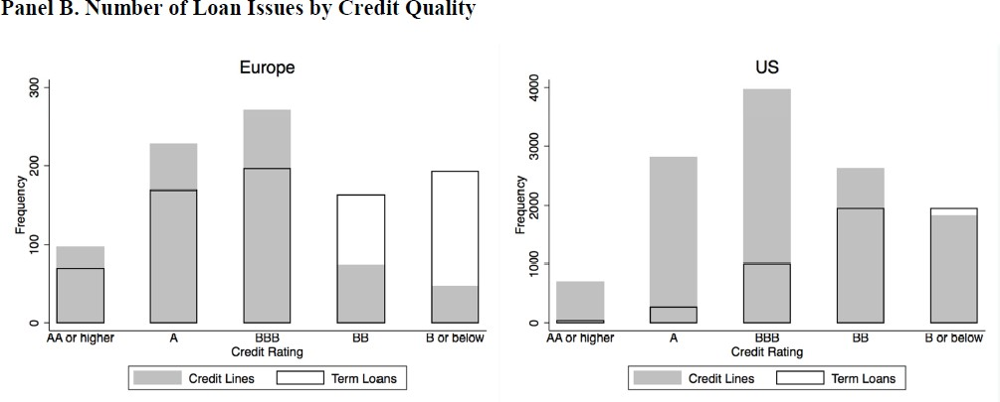 Panel B. Number of Loan Issues by Credit Quality
Europe
300
200
100
0
Frequency
AA or higher A BBB BB B or below
Credit Rating
Credit Lines Term Loans
US
4000
3000
2000
1000
0
Frequency
AA or higher A BBB BB B or below
Credit Rating
Credit Lines Term Loans